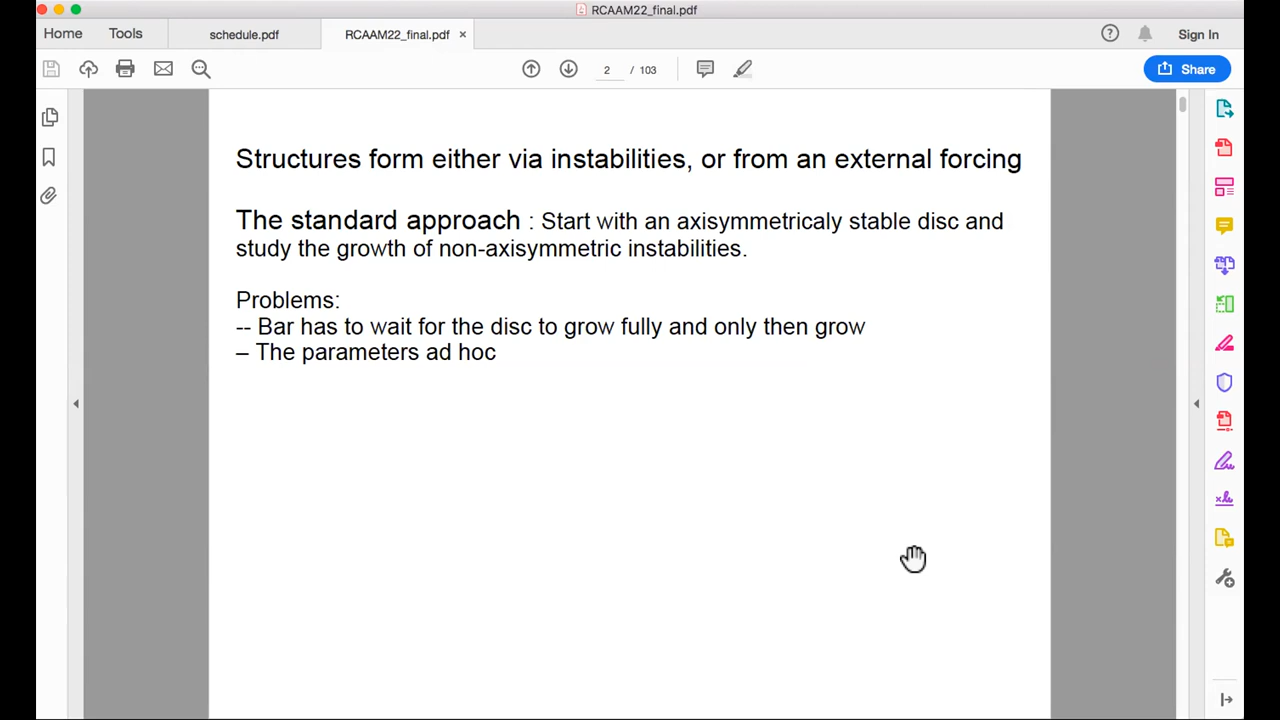 RCAAM22_final.pdf
Home Tools schedule.pdf RCAAM22_final.pdf × Sign In
2 / 103 Share
Structures form either via instabilities, or from an external forcing
The standard approach : Start with an axisymmetricaly stable disc and
study the growth of non-axisymmetric instabilities.
Problems:
-- Bar has to wait for the disc to grow fully and only then grow
– The parameters ad hoc